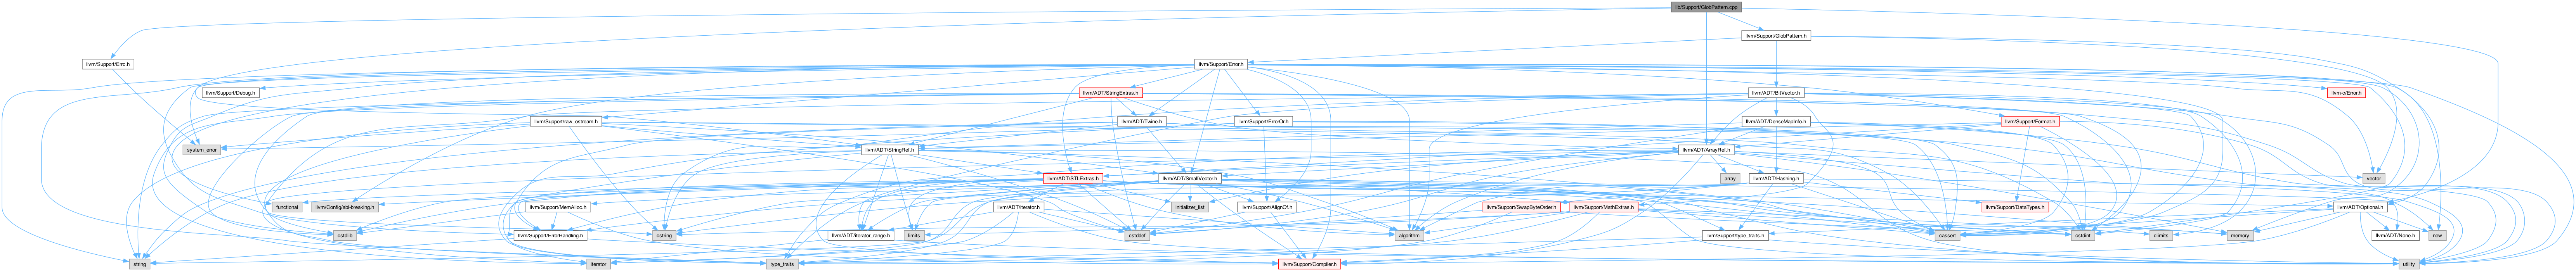 lib/Support/GlobPattern.cpp
llvm/Support/GlobPattern.h
llvm/Support/Errc.h
llvm/Support/Error.h
llvm/Support/Debug.h
llvm/ADT/StringExtras.h
llvm/ADT/BitVector.h
llvm-c/Error.h
llvm/Support/raw_ostream.h
llvm/ADT/Twine.h
llvm/Support/ErrorOr.h
llvm/ADT/DenseMapInfo.h
llvm/Support/Format.h
system_error
llvm/ADT/StringRef.h
llvm/ADT/ArrayRef.h
llvm/ADT/STLExtras.h
llvm/ADT/SmallVector.h
array
llvm/ADT/Hashing.h
vector
functional
llvm/Config/abi-breaking.h
llvm/Support/MemAlloc.h
llvm/ADT/iterator.h
initializer_list
llvm/Support/AlignOf.h
llvm/Support/SwapByteOrder.h
llvm/Support/MathExtras.h
llvm/Support/DataTypes.h
llvm/ADT/Optional.h
cstdlib
llvm/Support/ErrorHandling.h
cstring
llvm/ADT/iterator_range.h
limits
cstddef
algorithm
llvm/Support/type_traits.h
cassert
cstdint
climits
memory
llvm/ADT/None.h
new
string
iterator
type_traits
llvm/Support/Compiler.h
utility